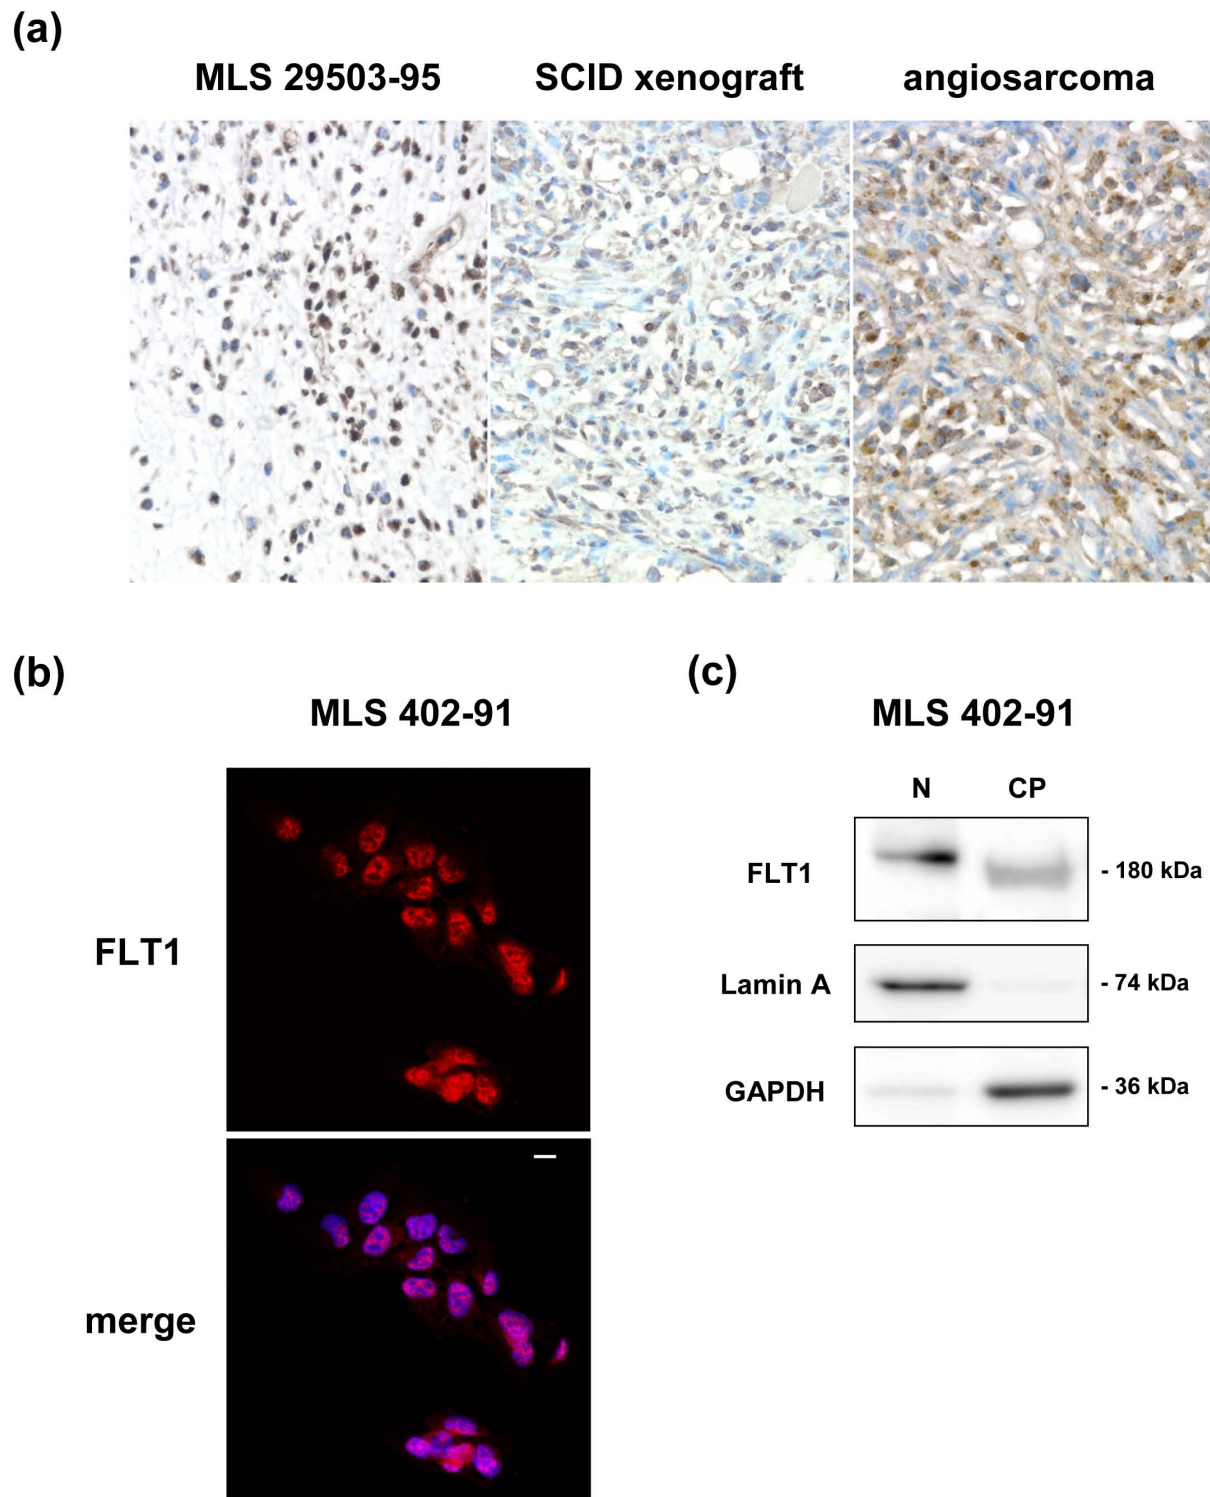 (a)
MLS 29503-95 SCID xenograft angiosarcoma
(b)
MLS 402-91
FLT1
merge
(c)
MLS 402-91
N CP
FLT1 - 180 kDa
Lamin A - 74 kDa
GAPDH - 36 kDa